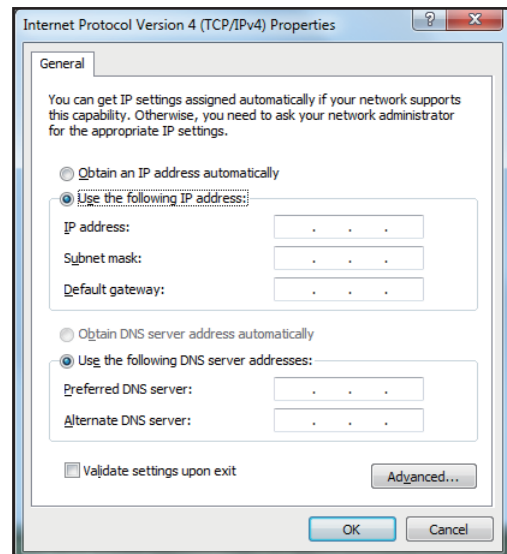 Internet Protocol Version 4 (TCP/IPv4) Properties
General
You can get IP settings assigned automatically if your network supports
this capability. Otherwise, you need to ask your network administrator
for the appropriate IP settings.
Obtain an IP address automatically
Use the following IP address:
IP address:
. . .
Subnet mask:
. . .
Default gateway:
. . .
Obtain DNS server address automatically
Use the following DNS server addresses:
Preferred DNS server:
. . .
Alternate DNS server:
. . .
Validate settings upon exit
Advanced...
OK Cancel